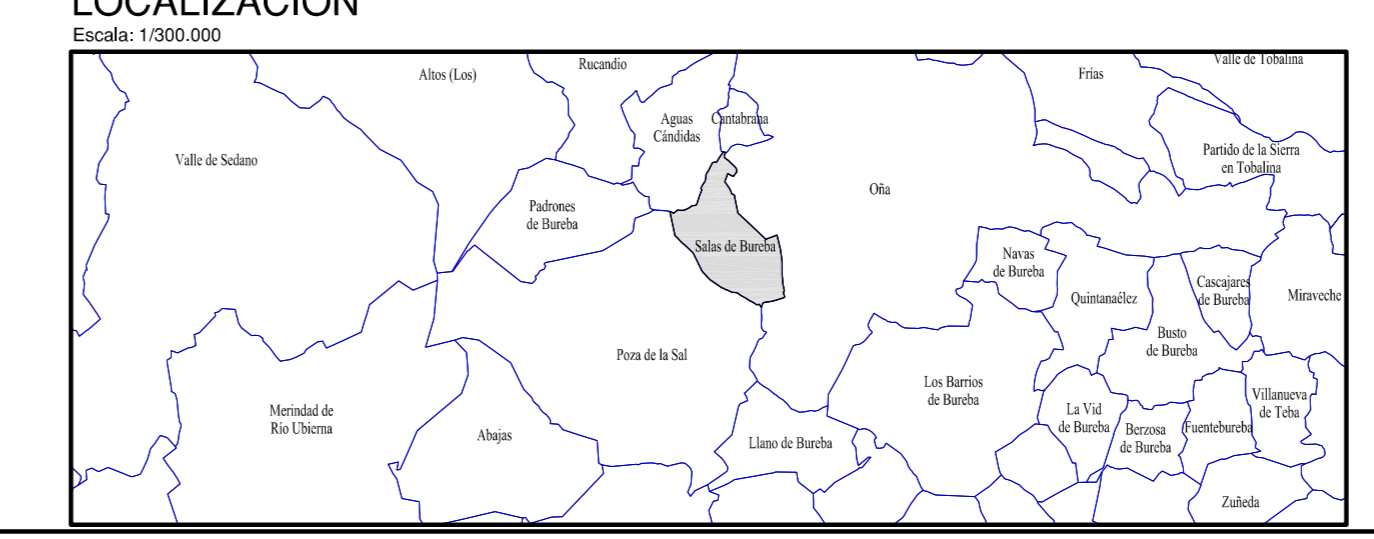 LOCALIZACIÓN
Escala: 1/300.000
Altos (Los)
Rucandio
Frías
Valle de Tobalina
Aguas
Cándidas
Cantabrana
Valle de Sedano
Partido de la Sierra
en Tobalina
Oña
Padrones
de Bureba
Salas de Bureba
Navas
de Bureba
Quintanaélez
Cascajares
de Bureba
Miraveche
Busto
de Bureba
Poza de la Sal
Los Barrios
de Bureba
Merindad de
Río Ubierna
Abajas
Llano de Bureba
La Vid
de Bureba
Berzosa
de Bureba
Fuentebureba
Villanueva
de Teba
Zuñeda